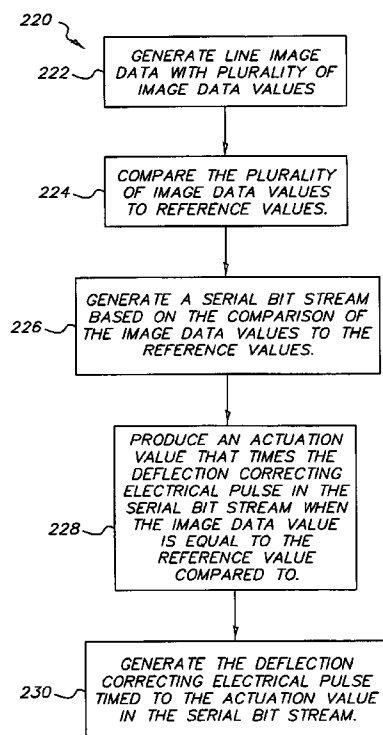 220
222
GENERATE LINE IMAGE
DATA WITH PLURALITY OF
IMAGE DATA VALUES
224
COMPARE THE PLURALITY
OF IMAGE DATA VALUES
TO REFERENCE VALUES.
226
GENERATE A SERIAL BIT STREAM
BASED ON THE COMPARISON OF
THE IMAGE DATA VALUES TO THE
REFERENCE VALUES.
228
PRODUCE AN ACTUATION
VALUE THAT TIMES THE
DEFLECTION CORRECTING
ELECTRICAL PULSE IN THE
SERIAL BIT STREAM WHEN
THE IMAGE DATA VALUE
IS EQUAL TO THE
REFERENCE VALUE
COMPARED TO.
230
GENERATE THE DEFLECTION
CORRECTING ELECTRICAL PULSE
TIMED TO THE ACTUATION VALUE
IN THE SERIAL BIT STREAM.